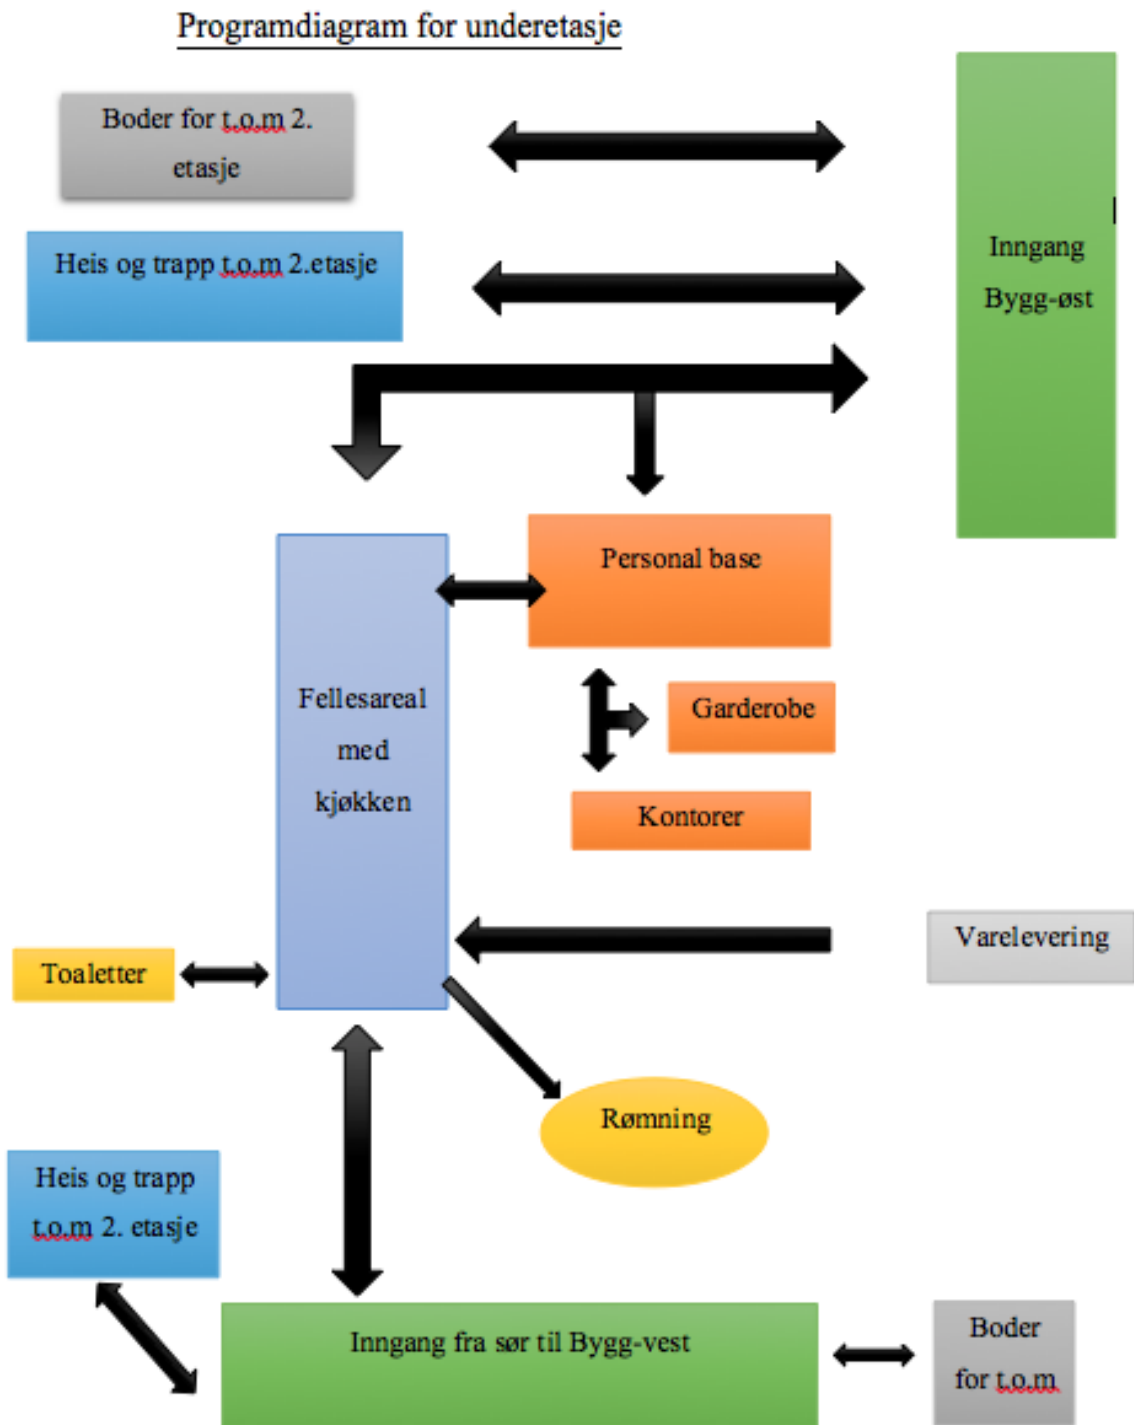 Programdiagram for underetasje
Boder for t.o.m 2.
etasje
Heis og trapp t.o.m 2.etasje
Inngang
Bygg-øst
Personal base
Garderobe
Kontorer
Fellesareal
med
kjøkken
Varelevering
Toaletter
Rømning
Heis og trapp
t.o.m 2. etasje
Inngang fra sør til Bygg-vest
Boder
for t.o.m